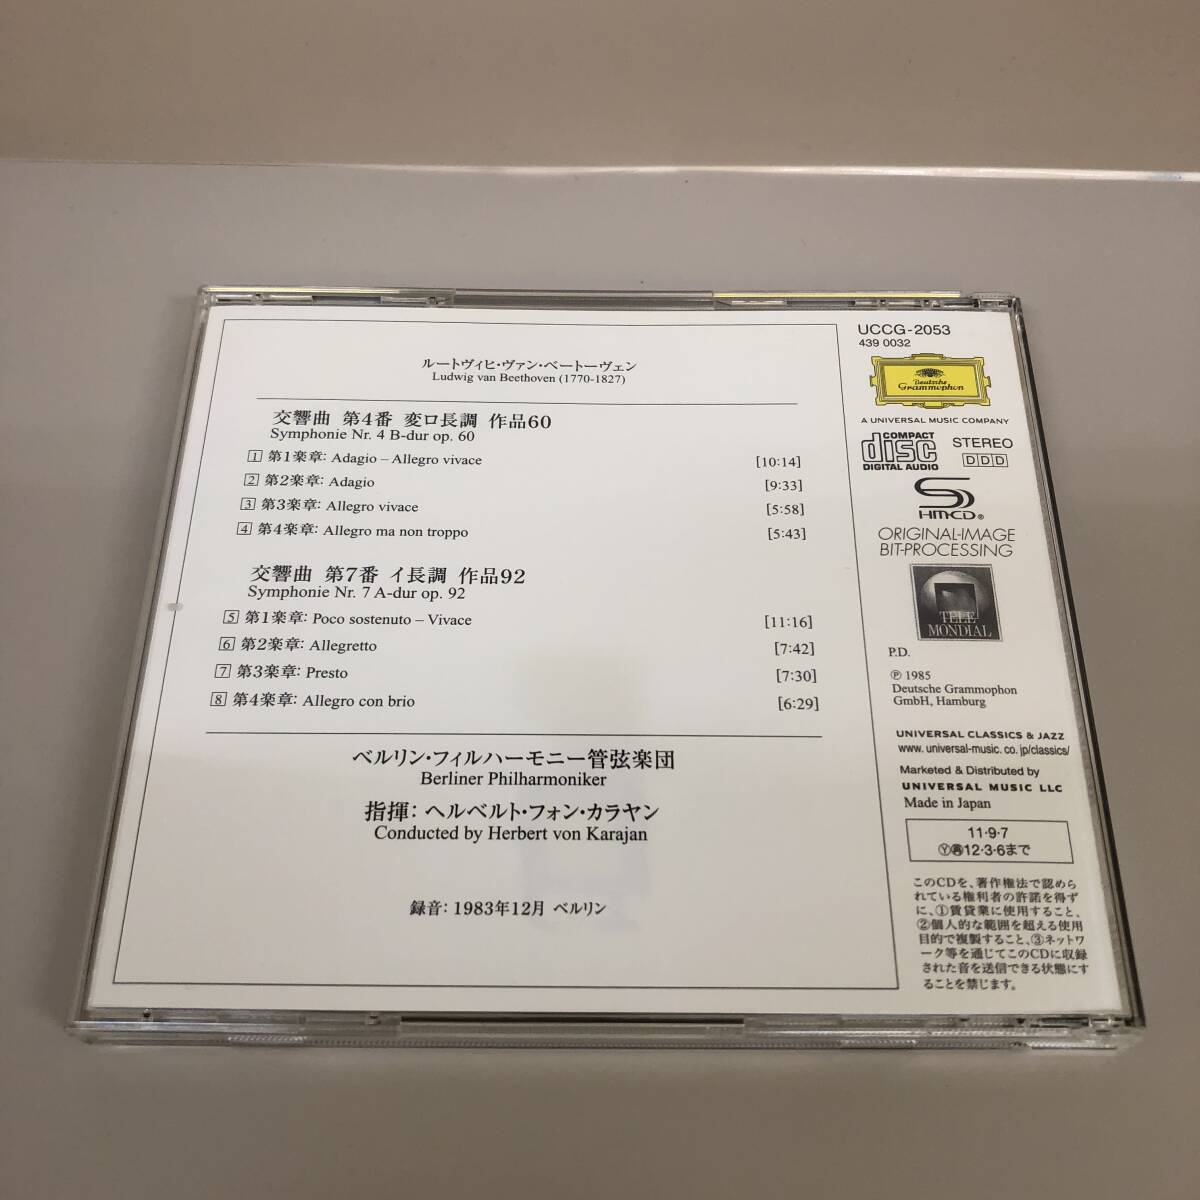 ルートヴィヒ・ヴァン・ベートーヴェン
Ludwig van Beethoven (1770-1827)
交響曲 第4番 変ロ長調 作品60
Symphonie Nr. 4 B-dur op. 60
1 第1楽章: Adagio – Allegro vivace [10:14]
2 第2楽章: Adagio [9:33]
3 第3楽章: Allegro vivace [5:58]
4 第4楽章: Allegro ma non troppo [5:43]
交響曲 第7番 イ長調 作品92
Symphonie Nr. 7 A-dur op. 92
5 第1楽章: Poco sostenuto – Vivace [11:16]
6 第2楽章: Allegretto [7:42]
7 第3楽章: Presto [7:30]
8 第4楽章: Allegro con brio [6:29]
ベルリン・フィルハーモニー管弦楽団
Berliner Philharmoniker
指揮: ヘルベルト・フォン・カラヤン
Conducted by Herbert von Karajan
録音: 1983年12月 ベルリン
UCCG-2053
439 0032
Deutsche
Grammophon
A UNIVERSAL MUSIC COMPANY
COMPACT
disc
DIGITAL AUDIO
STEREO
DDD
SHM-CD®
ORIGINAL-IMAGE
BIT-PROCESSING
TELE
MONDIAL
P.D.
℗ 1985
Deutsche Grammophon
GmbH, Hamburg
UNIVERSAL CLASSICS & JAZZ
www. universal-music. co. jp/classics/
Marketed & Distributed by
UNIVERSAL MUSIC LLC
Made in Japan
11・9・7
Ⓨ再12・3・6まで
このCDを、著作権法で認めら
れている権利者の許諾を得ず
に、①賃貸業に使用すること、
②個人的な範囲を超える使用
目的で複製すること、③ネットワ
ーク等を通じてこのCDに収録
された音を送信できる状態にす
ることを禁じます。